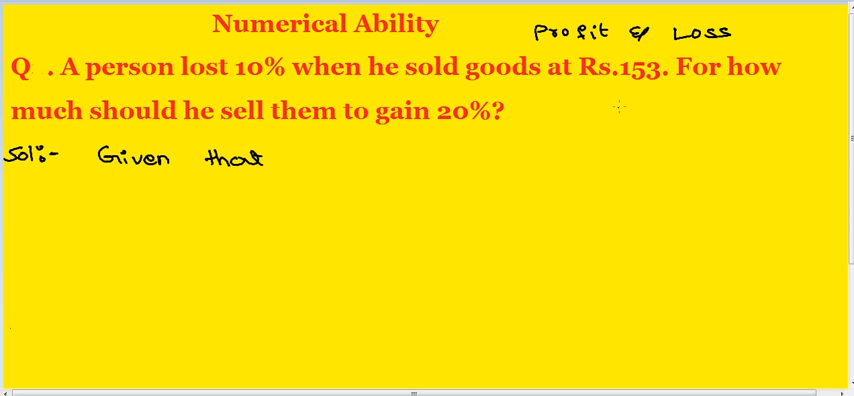 Numerical Ability
Profit & Loss
Q . A person lost 10% when he sold goods at Rs.153. For how
much should he sell them to gain 20%?
Sol:- Given that